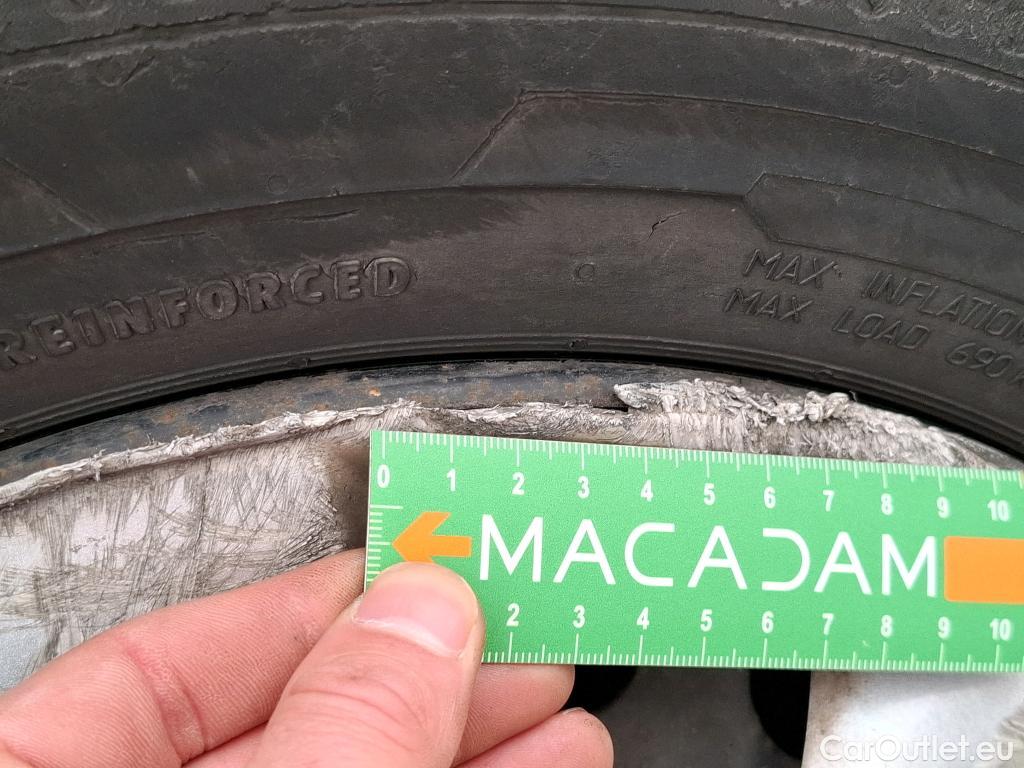 REINFORCED
MAX INFLATION
MAX LOAD 690 K
0 1 2 3 4 5 6 7 8 9 10
MACADAM
2 3 4 5 6 7 8 9 10
CarOutlet.eu